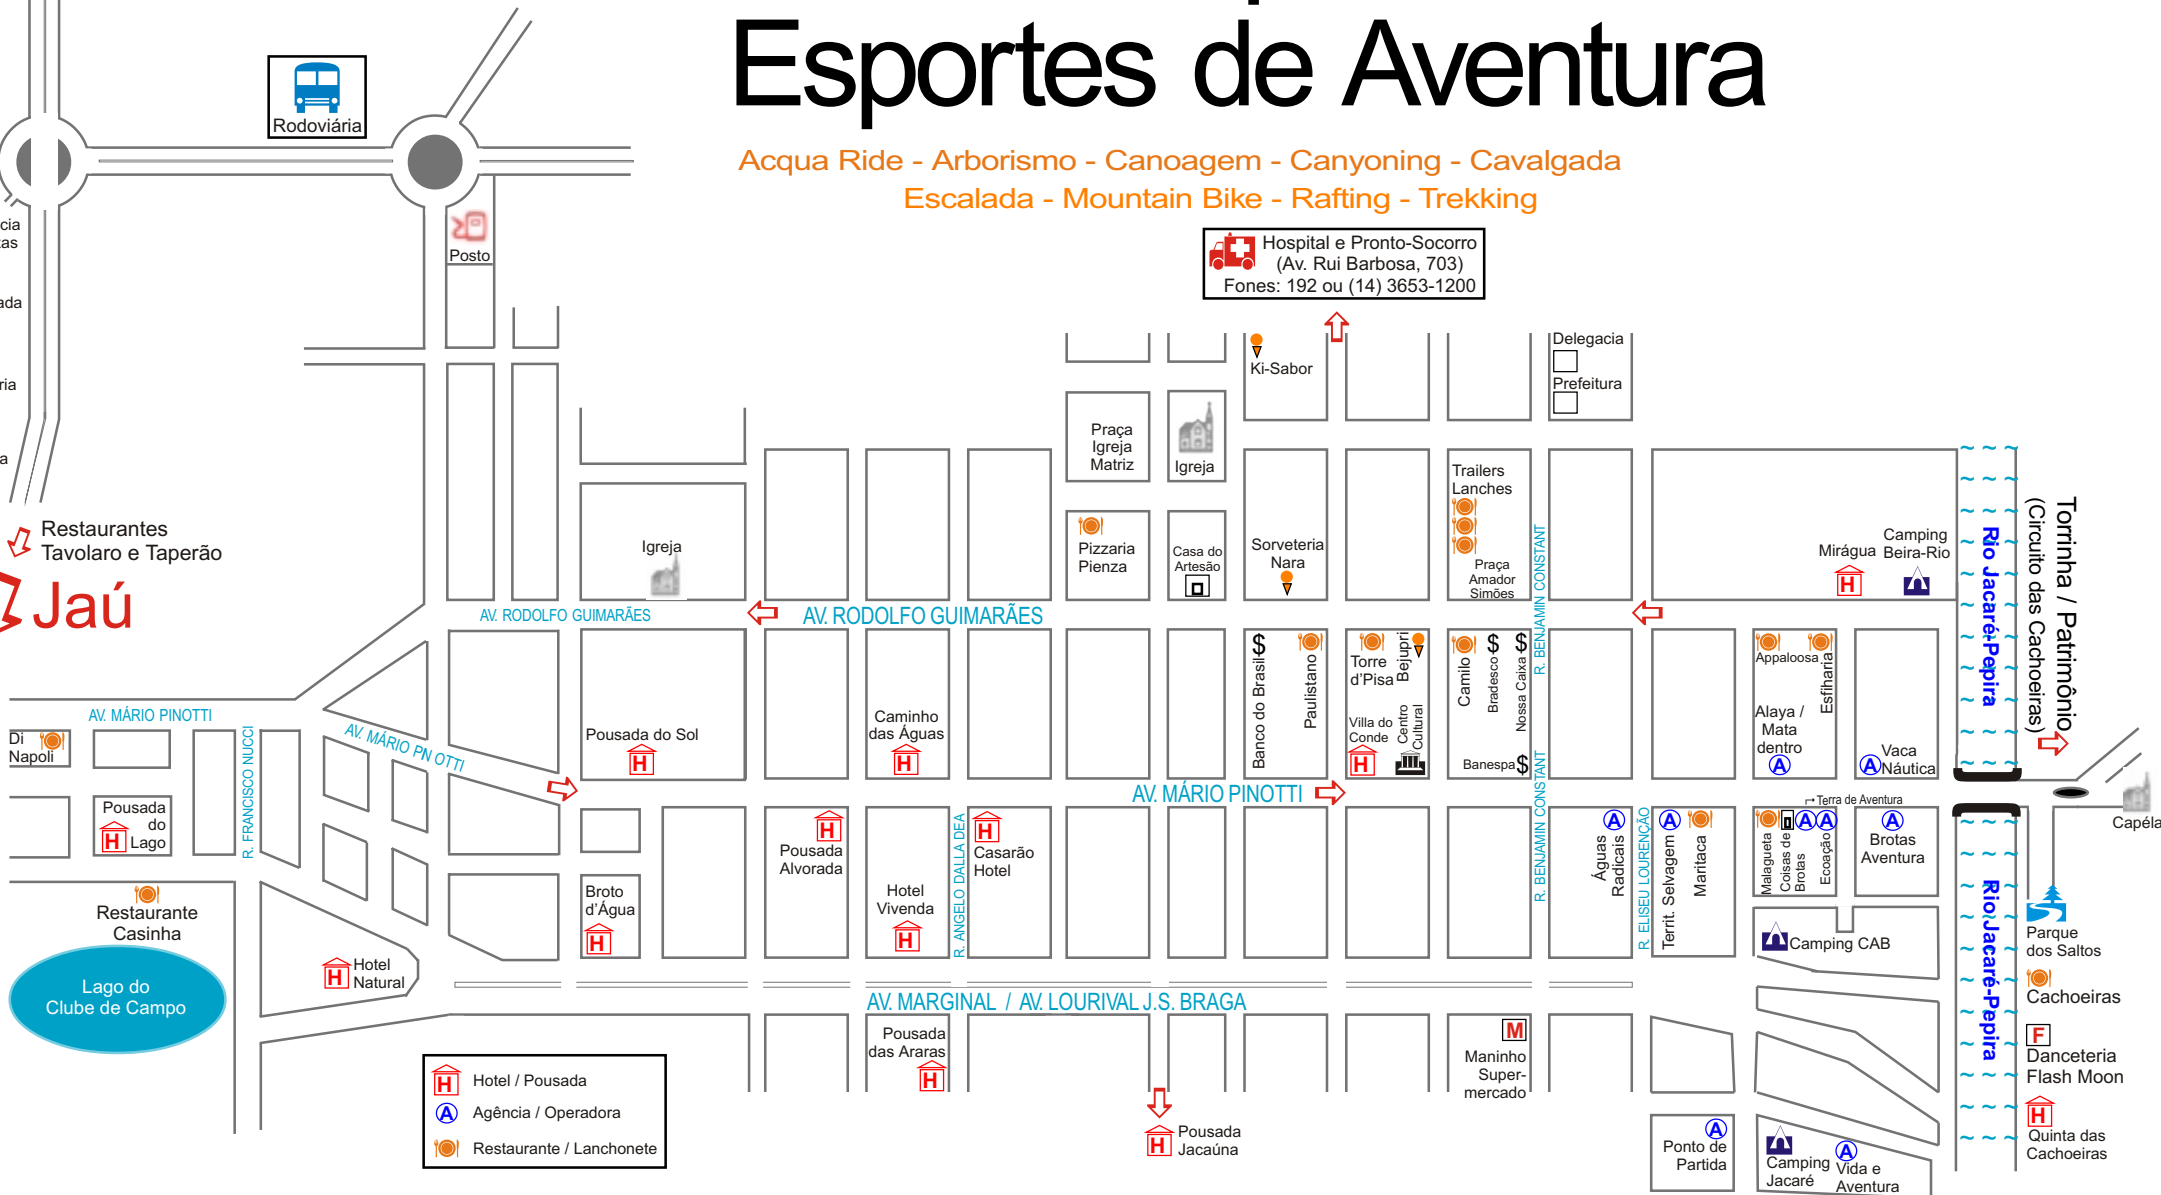 Esportes de Aventura
Acqua Ride - Arborismo - Canoagem - Canyoning - Cavalgada
Escalada - Mountain Bike - Rafting - Trekking
Rodoviária
Posto
Hospital e Pronto-Socorro
(Av. Rui Barbosa, 703)
Fones: 192 ou (14) 3653-1200
Ki-Sabor
Delegacia
Prefeitura
Praça
Igreja
Matriz
Igreja
Trailers
Lanches
Praça
Amador
Simões
Pizzaria
Pienza
Casa do
Artesão
Sorveteria
Nara
Igreja
Mirágua
Camping
Beira-Rio
Rio Jacaré-Pepira
Torrinha / Patrimônio
(Circuito das Cachoeiras)
Restaurantes
Tavolaro e Taperão
Jaú
AV. RODOLFO GUIMARÃES
AV. RODOLFO GUIMARÃES
R. BENJAMIN CONSTANT
Banco do Brasil
$
Paulistano
Torre
d'Pisa
Bejupri
Villa do
Conde
Centro
Cultural
Camilo
Bradesco
$
Nossa Caixa
$
Banespa
$
Appaloosa
Esfiharia
Alaya /
Mata
dentro
A
Vaca
Náutica
A
AV. MÁRIO PINOTTI
Di
Napoli
R. FRANCISCO NUCCI
AV. MÁRIO PN OTTI
Pousada do Sol
H
Caminho
das Águas
H
AV. MÁRIO PINOTTI
Pousada
do
Lago
H
Restaurante
Casinha
Lago do
Clube de Campo
Hotel
Natural
H
Broto
d'Água
H
Pousada
Alvorada
H
Hotel
Vivenda
H
R. ANGELO DALLA DEA
Casarão
Hotel
H
R. BENJAMIN CONSTANT
Águas
Radicais
A
R. ELISEU LOURENÇÃO
Territ. Selvagem
A
Maritaca
Terra de Aventura
Malagueta
Coisas de
Brotas
Ecoação
A
A
Brotas
Aventura
A
Capéla
Camping CAB
Rio Jacaré-Pepira
Parque
dos Saltos
Cachoeiras
F
Danceteria
Flash Moon
H
Quinta das
Cachoeiras
AV. MARGINAL / AV. LOURIVAL J.S. BRAGA
Pousada
das Araras
H
M
Maninho
Super-
mercado
H
Pousada
Jacaúna
Ponto de
Partida
A
Camping
Jacaré
A
Vida e
Aventura
H Hotel / Pousada
A Agência / Operadora
Restaurante / Lanchonete